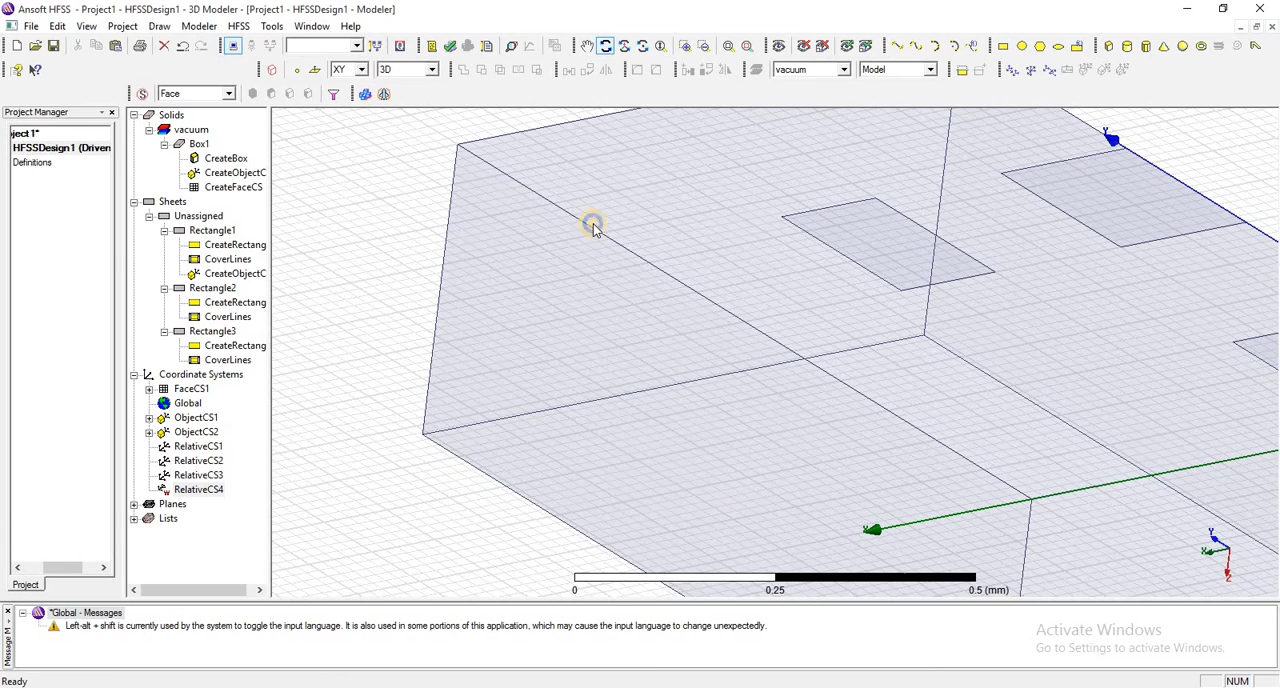 Ansoft HFSS - Project1 - HFSSDesign1 - 3D Modeler - [Project1 - HFSSDesign1 - Modeler]
File Edit View Project Draw Modeler HFSS Tools Window Help
XY 3D vacuum Model
Face
Project Manager
ject1*
HFSSDesign1 (Driven
Definitions
Project
Solids
vacuum
Box1
CreateBox
CreateObjectC
CreateFaceCS
Sheets
Unassigned
Rectangle1
CreateRectang
CoverLines
CreateObjectC
Rectangle2
CreateRectang
CoverLines
Rectangle3
CreateRectang
CoverLines
Coordinate Systems
FaceCS1
Global
ObjectCS1
ObjectCS2
RelativeCS1
RelativeCS2
RelativeCS3
RelativeCS4
Planes
Lists
Y
X
Y
X
Z
0 0.25 0.5 (mm)
Message M
*Global - Messages
Left-alt + shift is currently used by the system to toggle the input language. It is also used in some portions of this application, which may cause the input language to change unexpectedly.
Activate Windows
Go to Settings to activate Windows.
Ready
NUM